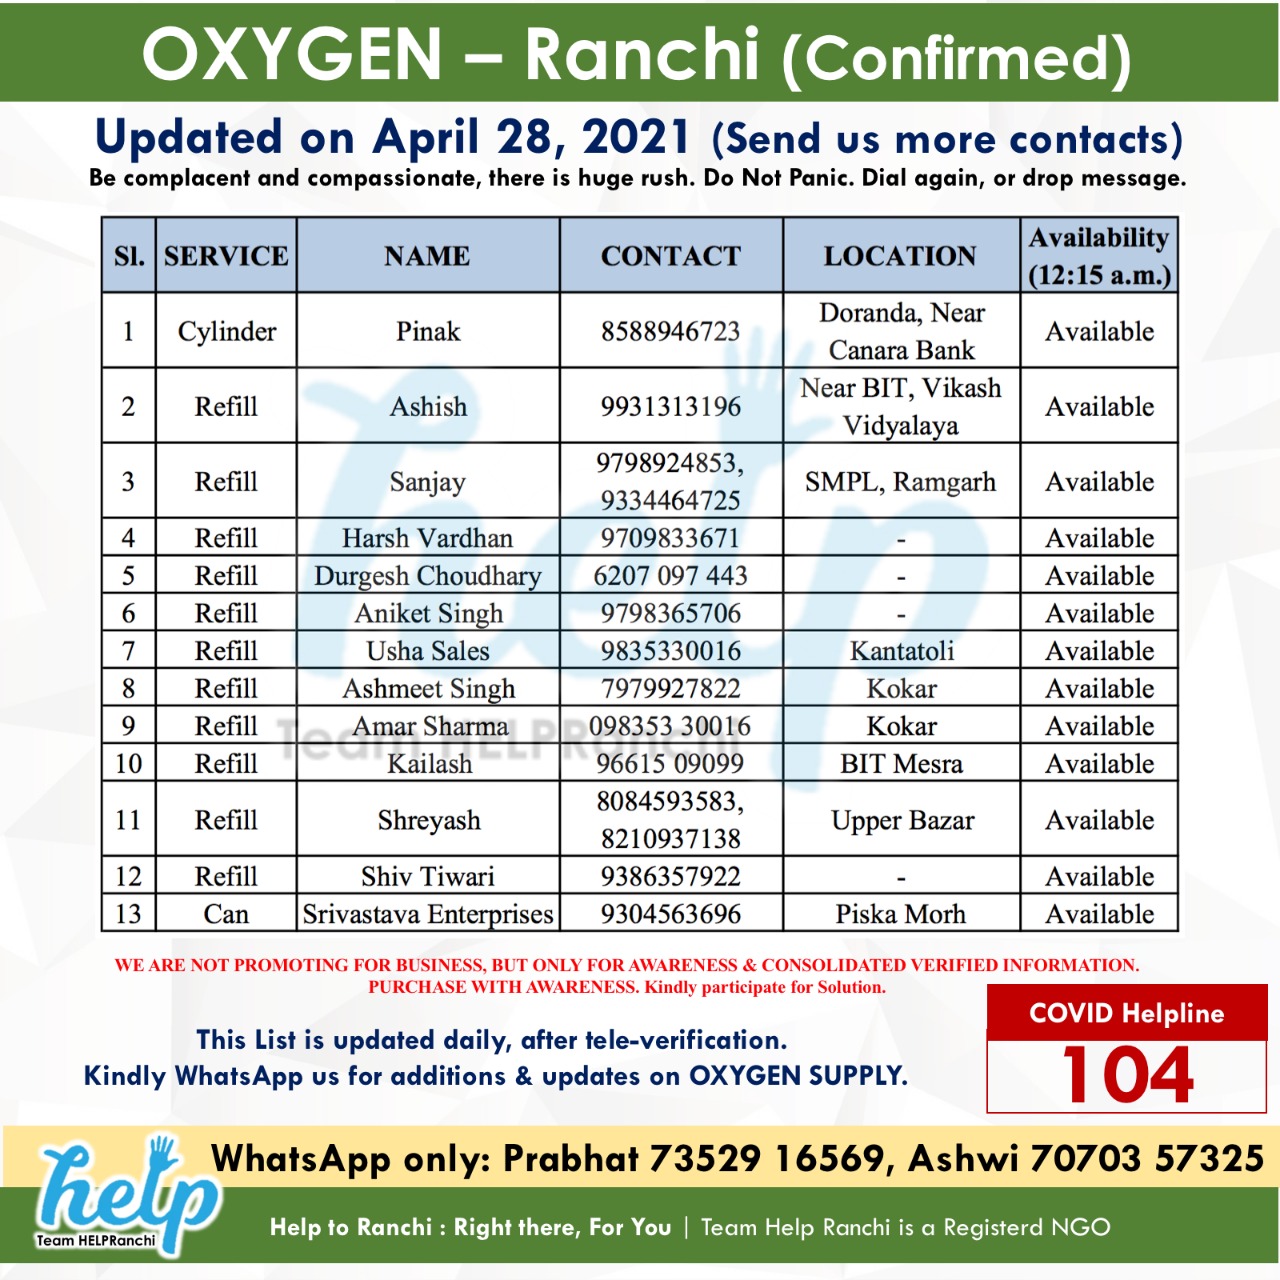 OXYGEN – Ranchi (Confirmed)
Updated on April 28, 2021 (Send us more contacts)
Be complacent and compassionate, there is huge rush. Do Not Panic. Dial again, or drop message.
Sl. SERVICE NAME CONTACT LOCATION Availability (12:15 a.m.)
1 Cylinder Pinak 8588946723 Doranda, Near Canara Bank Available
2 Refill Ashish 9931313196 Near BIT, Vikash Vidyalaya Available
3 Refill Sanjay 9798924853, 9334464725 SMPL, Ramgarh Available
4 Refill Harsh Vardhan 9709833671 - Available
5 Refill Durgesh Choudhary 6207 097 443 - Available
6 Refill Aniket Singh 9798365706 - Available
7 Refill Usha Sales 9835330016 Kantatoli Available
8 Refill Ashmeet Singh 7979927822 Kokar Available
9 Refill Amar Sharma 098353 30016 Kokar Available
10 Refill Kailash 96615 09099 BIT Mesra Available
11 Refill Shreyash 8084593583, 8210937138 Upper Bazar Available
12 Refill Shiv Tiwari 9386357922 - Available
13 Can Srivastava Enterprises 9304563696 Piska Morh Available
help
Team HELPRanchi
WE ARE NOT PROMOTING FOR BUSINESS, BUT ONLY FOR AWARENESS & CONSOLIDATED VERIFIED INFORMATION.
PURCHASE WITH AWARENESS. Kindly participate for Solution.
This List is updated daily, after tele-verification.
Kindly WhatsApp us for additions & updates on OXYGEN SUPPLY.
COVID Helpline
104
WhatsApp only: Prabhat 73529 16569, Ashwi 70703 57325
help
Team HELPRanchi
Help to Ranchi : Right there, For You | Team Help Ranchi is a Registerd NGO